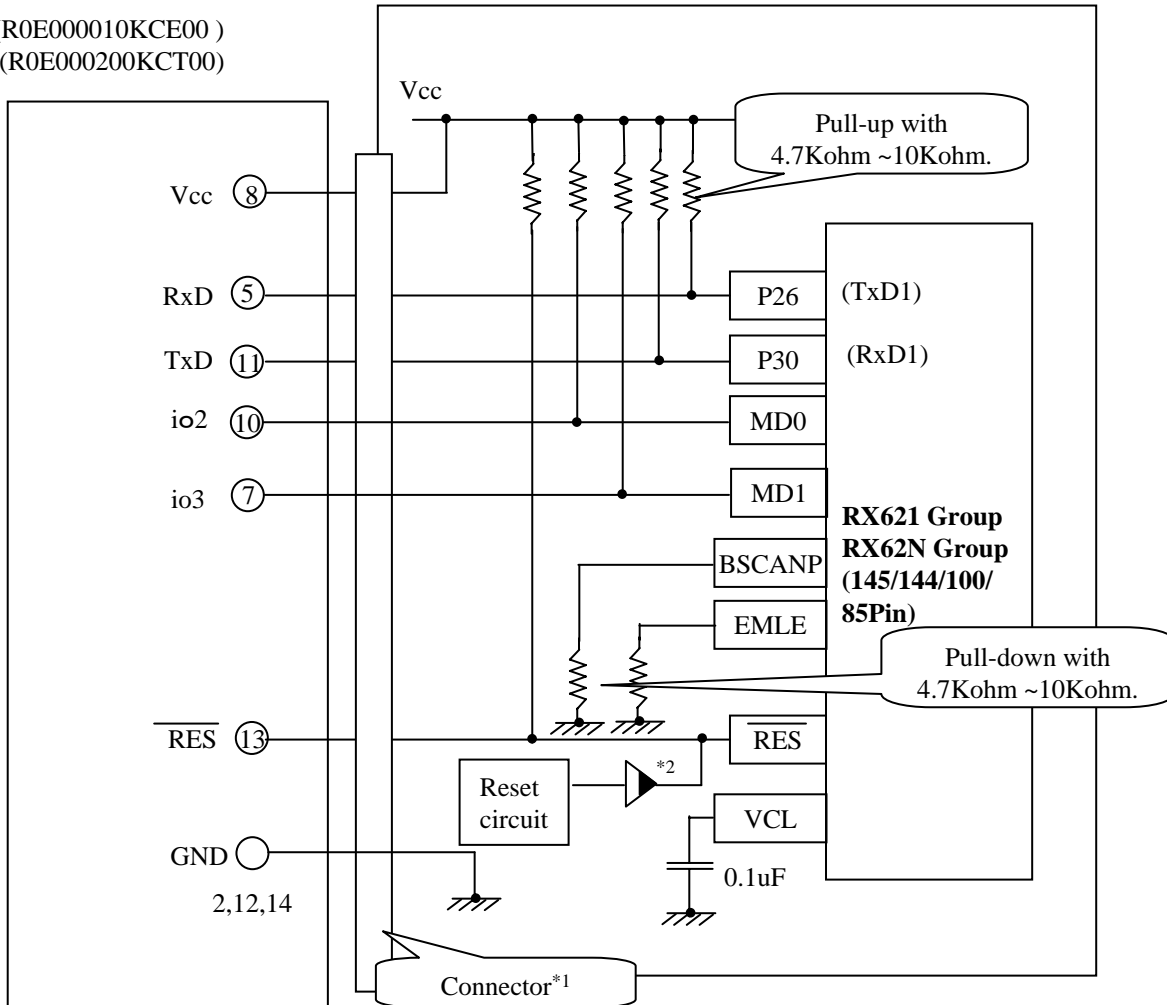 R0E000010KCE00 )
(R0E000200KCT00)
Vcc
Pull-up with
4.7Kohm ~10Kohm.
Vcc 8
RxD 5
P26 (TxD1)
TxD 11
P30 (RxD1)
io2 10
MD0
io3 7
MD1
RX621 Group
RX62N Group
(145/144/100/
85Pin)
BSCANP
EMLE
Pull-down with
4.7Kohm ~10Kohm.
RES 13
RES
Reset
circuit
*2
VCL
GND
2,12,14
0.1uF
Connector*1